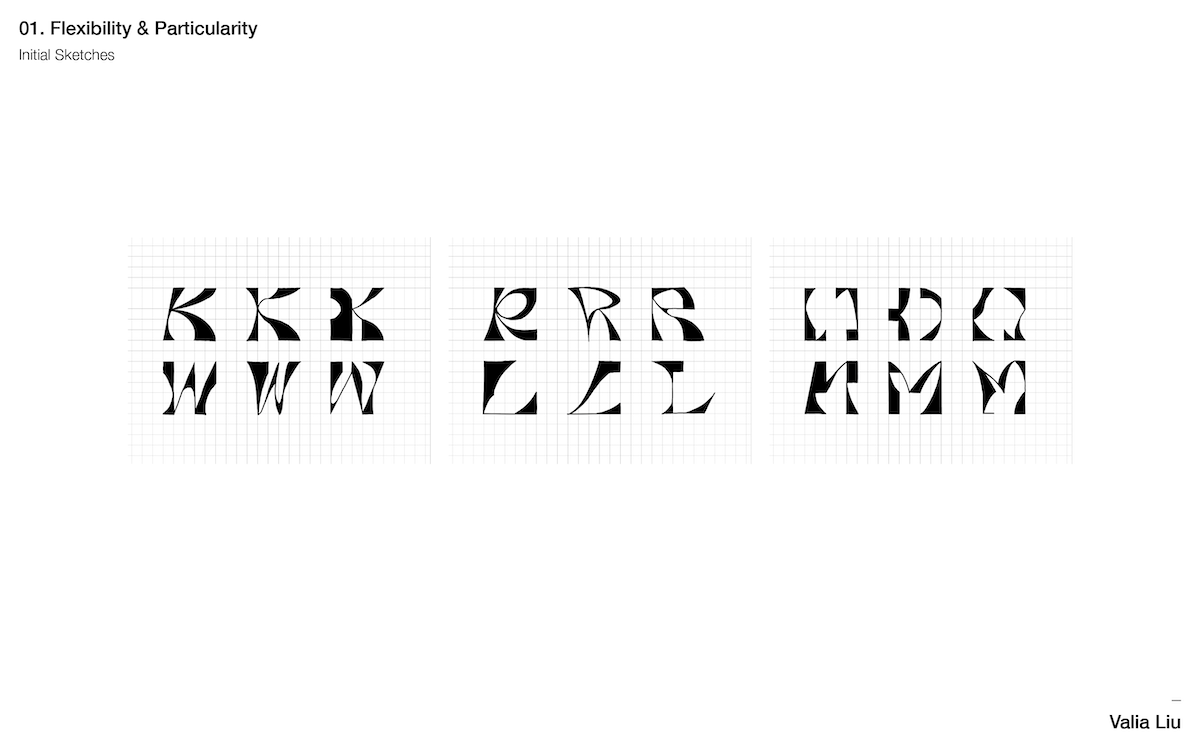 01. Flexibility & Particularity
Initial Sketches
K K K
W W W
R R R
L L L
M M M
Valia Liu